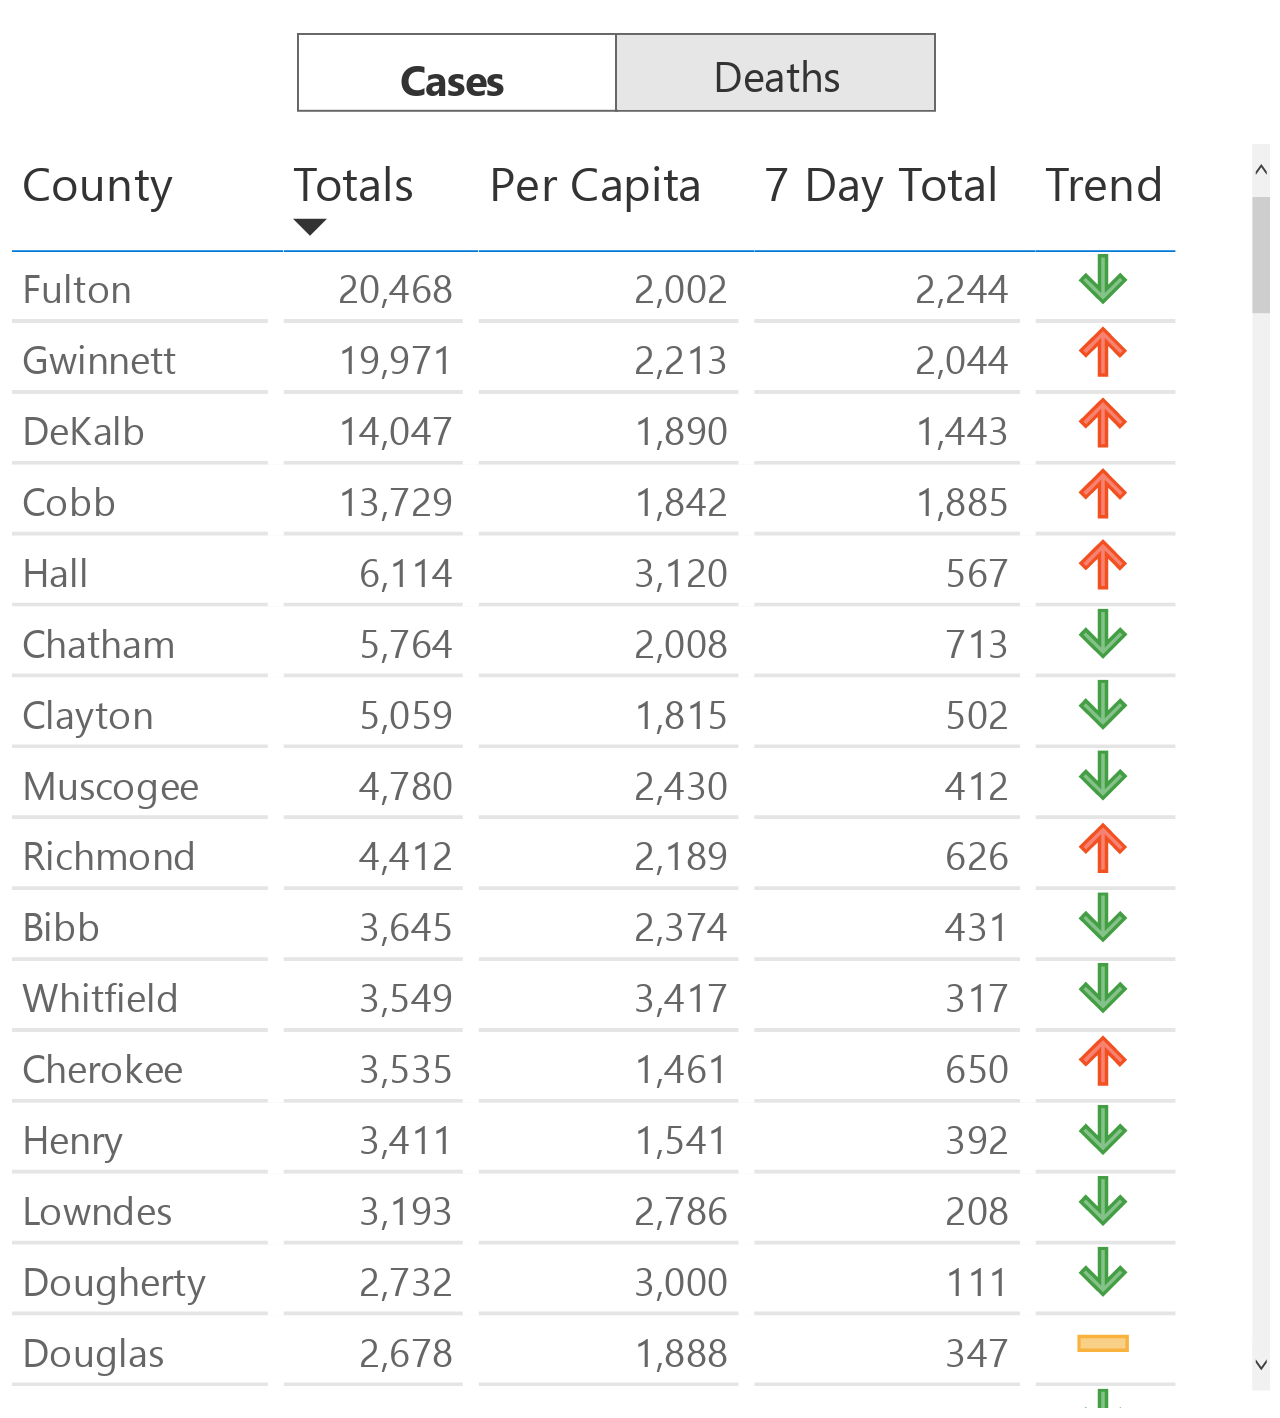 Cases Deaths
County Totals Per Capita 7 Day Total Trend
Fulton 20,468 2,002 2,244
Gwinnett 19,971 2,213 2,044
DeKalb 14,047 1,890 1,443
Cobb 13,729 1,842 1,885
Hall 6,114 3,120 567
Chatham 5,764 2,008 713
Clayton 5,059 1,815 502
Muscogee 4,780 2,430 412
Richmond 4,412 2,189 626
Bibb 3,645 2,374 431
Whitfield 3,549 3,417 317
Cherokee 3,535 1,461 650
Henry 3,411 1,541 392
Lowndes 3,193 2,786 208
Dougherty 2,732 3,000 111
Douglas 2,678 1,888 347